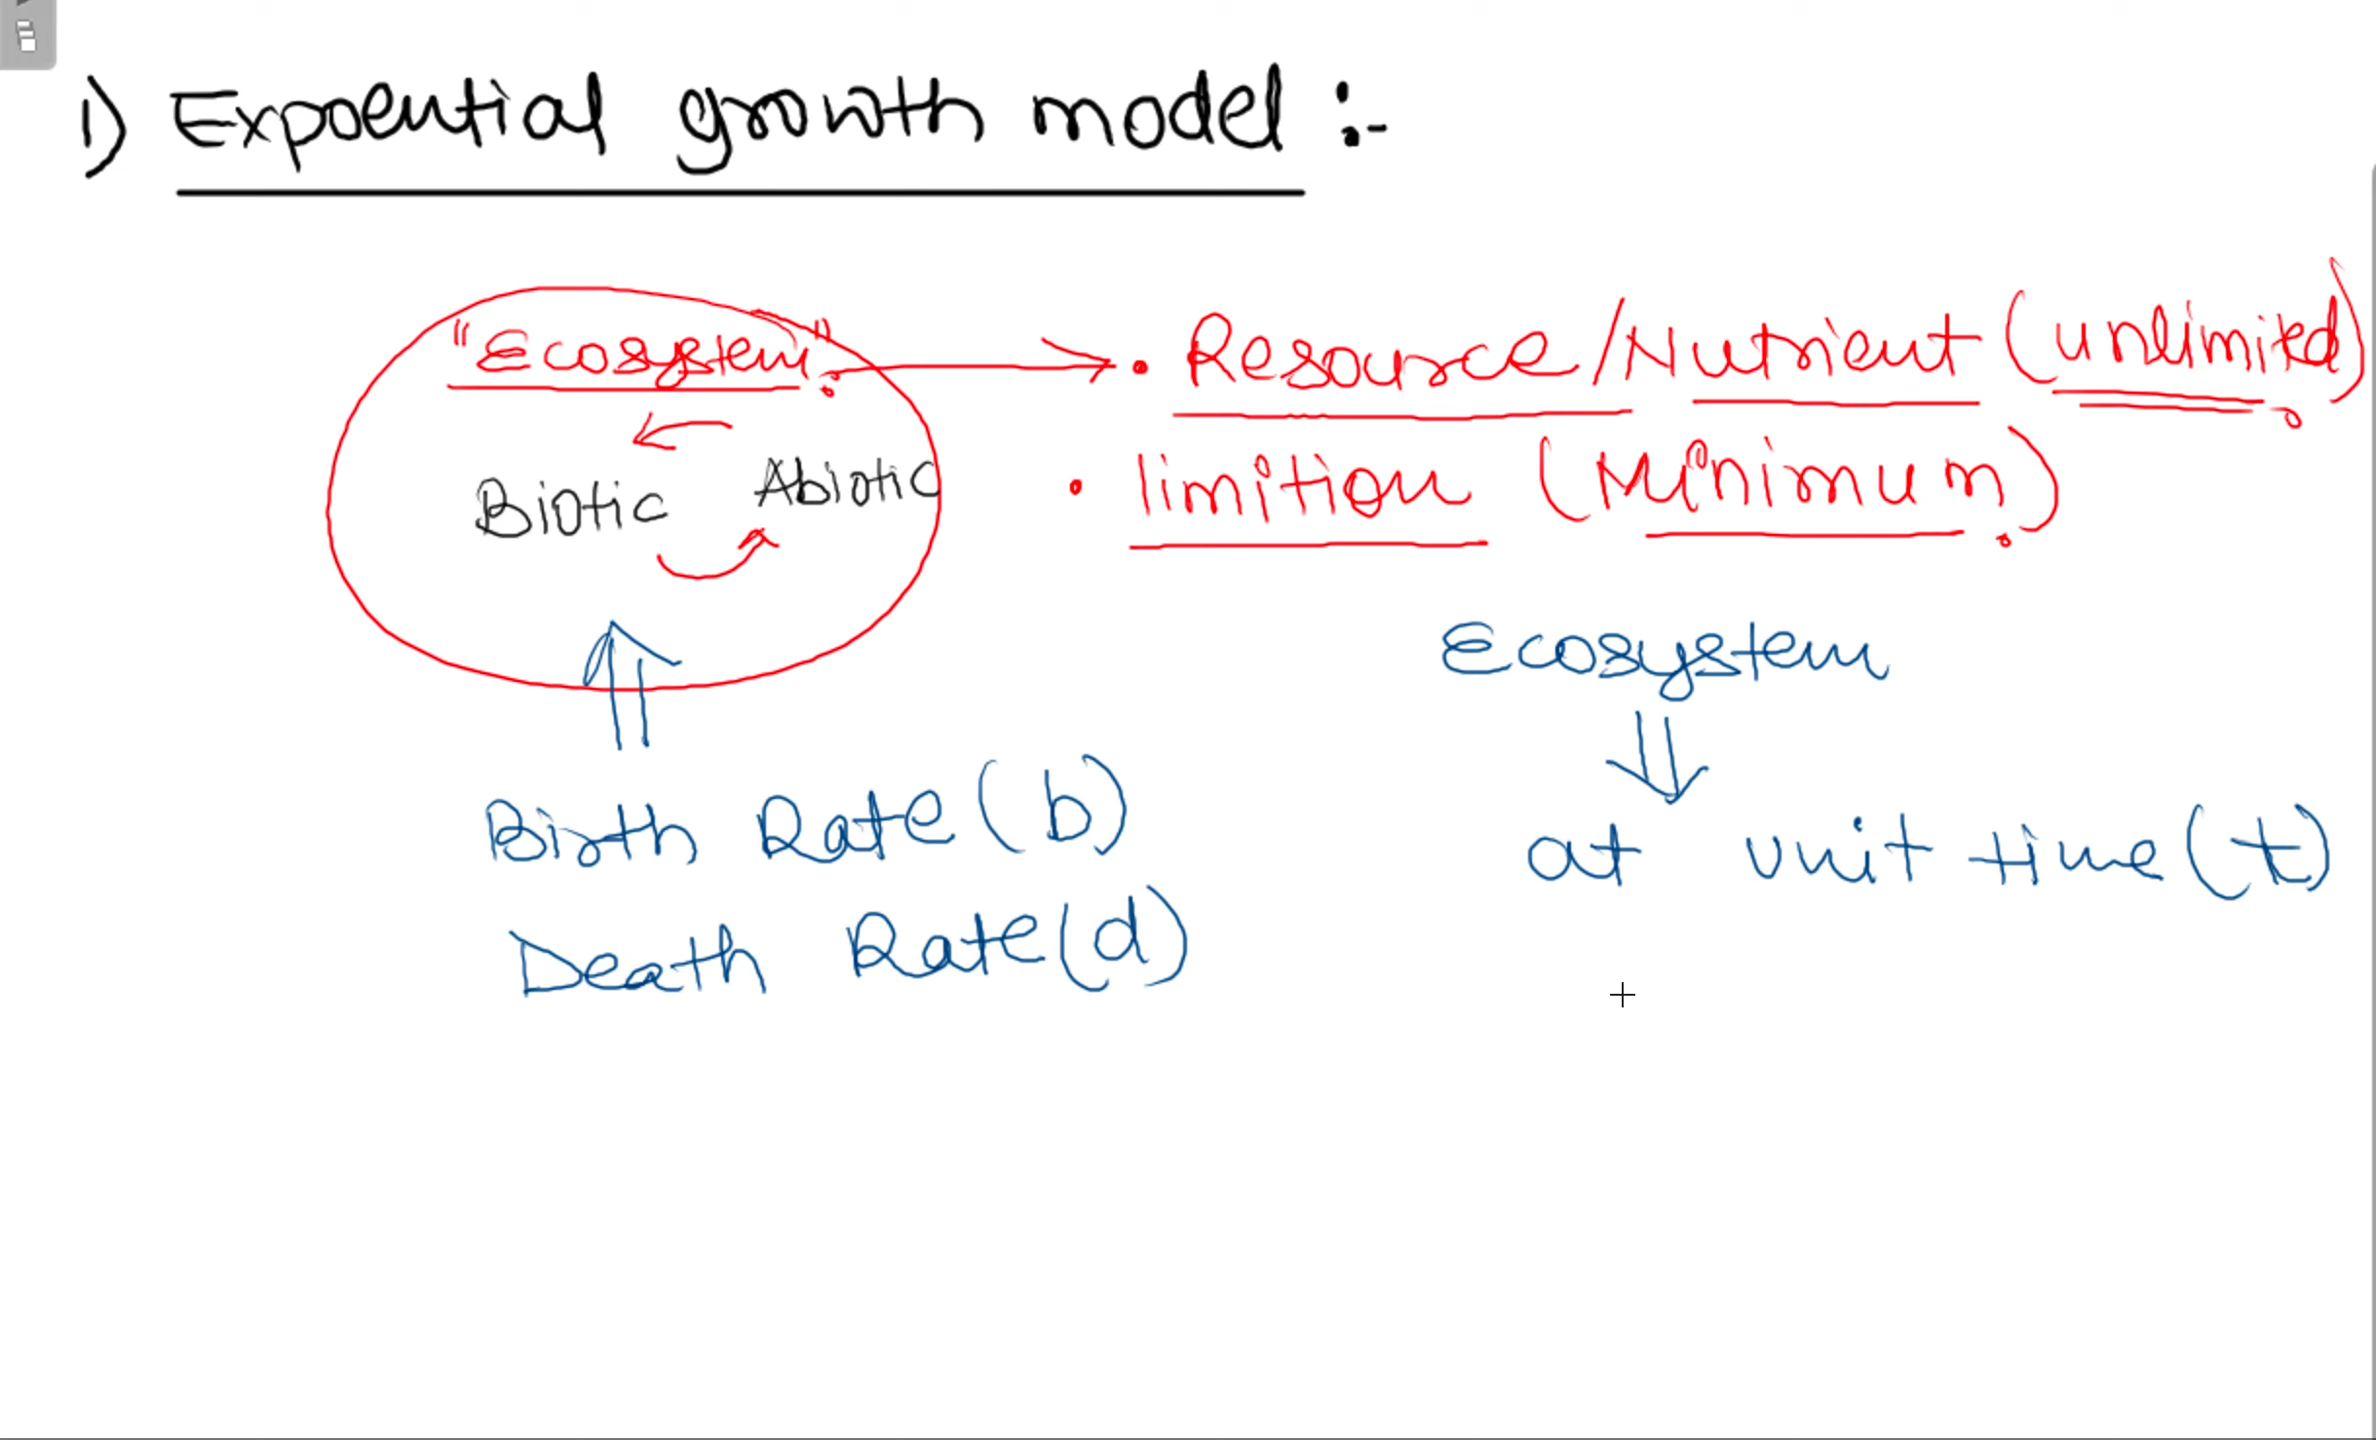 1) Expoential growth model :-
"Ecosystem" • Resource/Nutrient (unlimited)
Biotic Abiotic • limition (Minimum)
Ecosystem
Birth Rate (b) at unit time (t)
Death Rate (d)